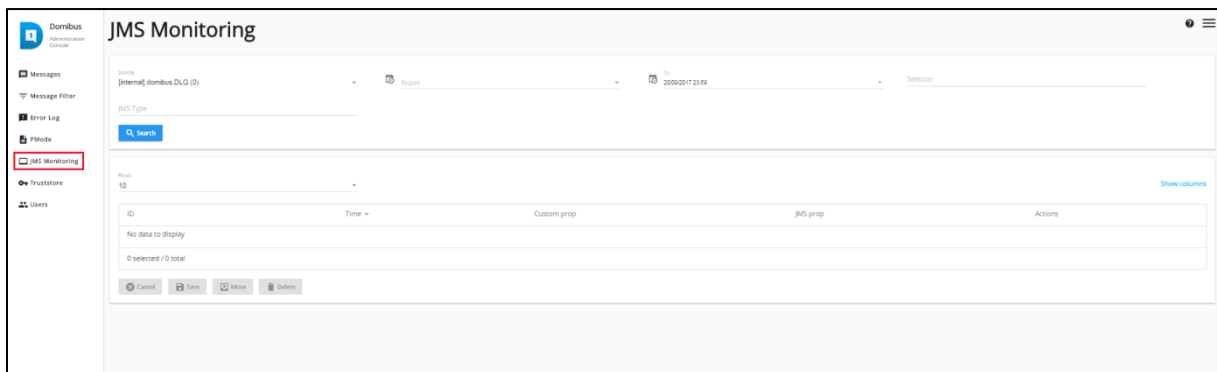 Domibus
Administration
Console
JMS Monitoring
Messages
Message Filter
Error Log
PMode
JMS Monitoring
Truststore
Users
Source
[internal] domibus DLQ (0)
From:
To:
20/09/2017 23:59
Selector
JMS Type
Search
Rows
10
Show columns
ID Time Custom prop JMS prop Actions
No data to display
0 selected / 0 total
Cancel Save Move Delete